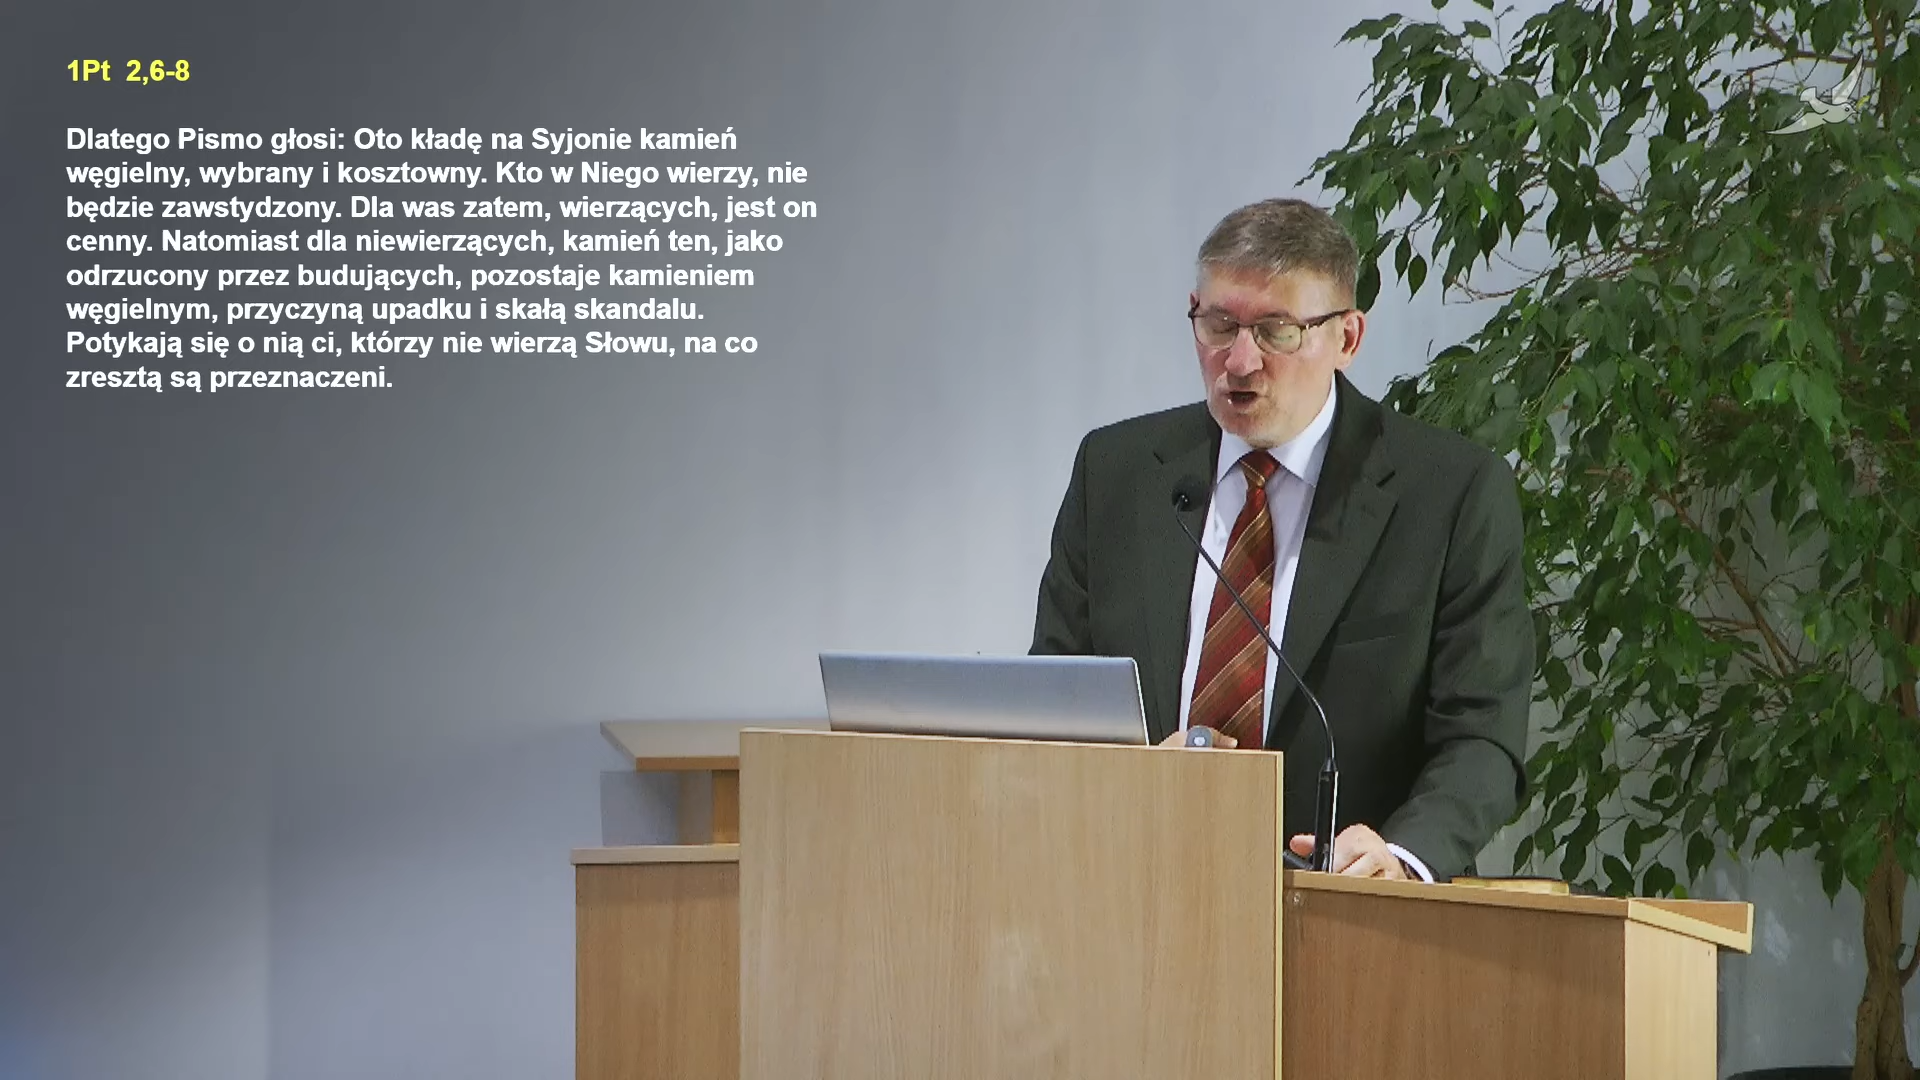 1Pt 2,6-8
Dlatego Pismo głosi: Oto kładę na Syjonie kamień
węgielny, wybrany i kosztowny. Kto w Niego wierzy, nie
będzie zawstydzony. Dla was zatem, wierzących, jest on
cenny. Natomiast dla niewierzących, kamień ten, jako
odrzucony przez budujących, pozostaje kamieniem
węgielnym, przyczyną upadku i skałą skandalu.
Potykają się o nią ci, którzy nie wierzą Słowu, na co
zresztą są przeznaczeni.